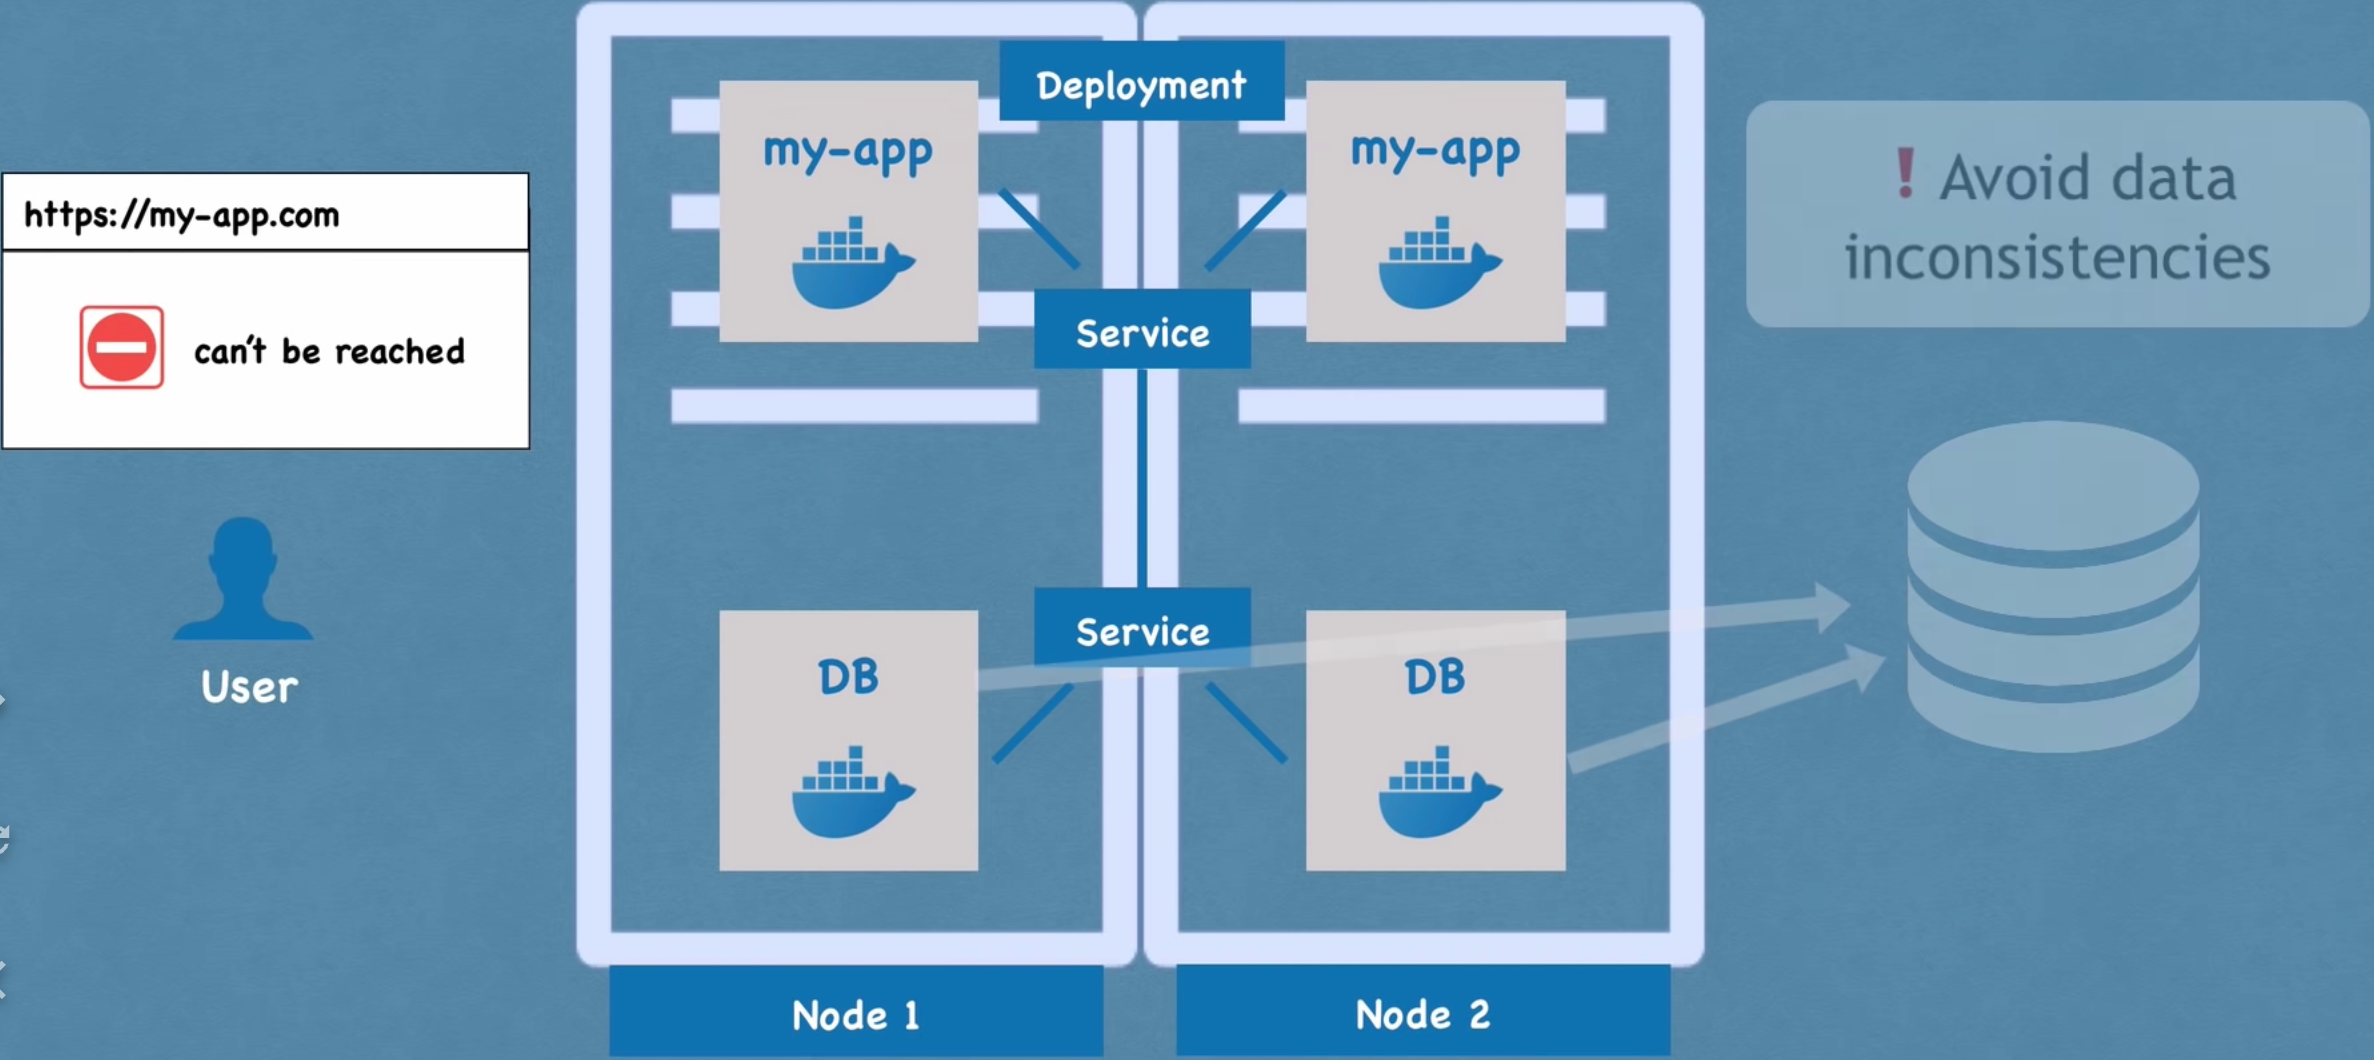 https://my-app.com
can't be reached
User
Deployment
my-app
my-app
Service
Service
DB
DB
Node 1
Node 2
! Avoid data
inconsistencies